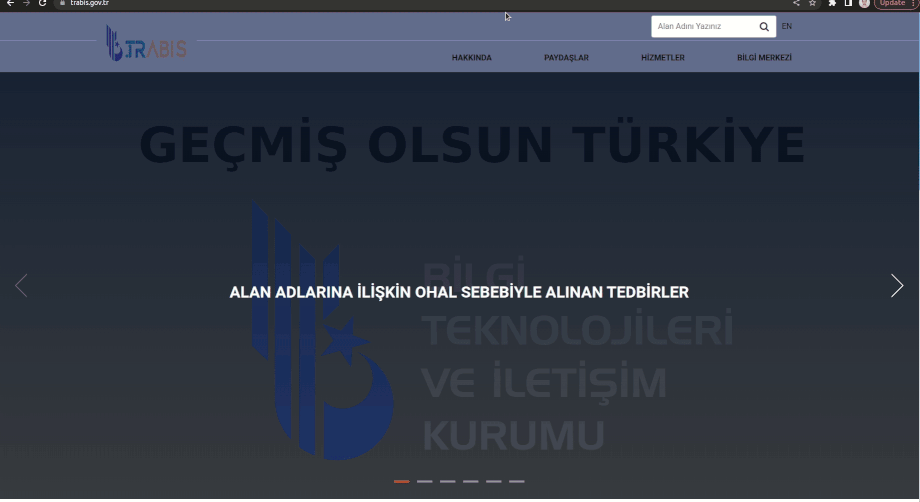 trabis.gov.tr
Update
Alan Adını Yazınız
EN
.TRABİS
HAKKINDA
PAYDAŞLAR
HİZMETLER
BİLGİ MERKEZİ
GEÇMİŞ OLSUN TÜRKİYE
BİLGİ
ALAN ADLARINA İLİŞKİN OHAL SEBEBİYLE ALINAN TEDBİRLER
TEKNOLOJİLERİ
VE İLETİŞİM
KURUMU